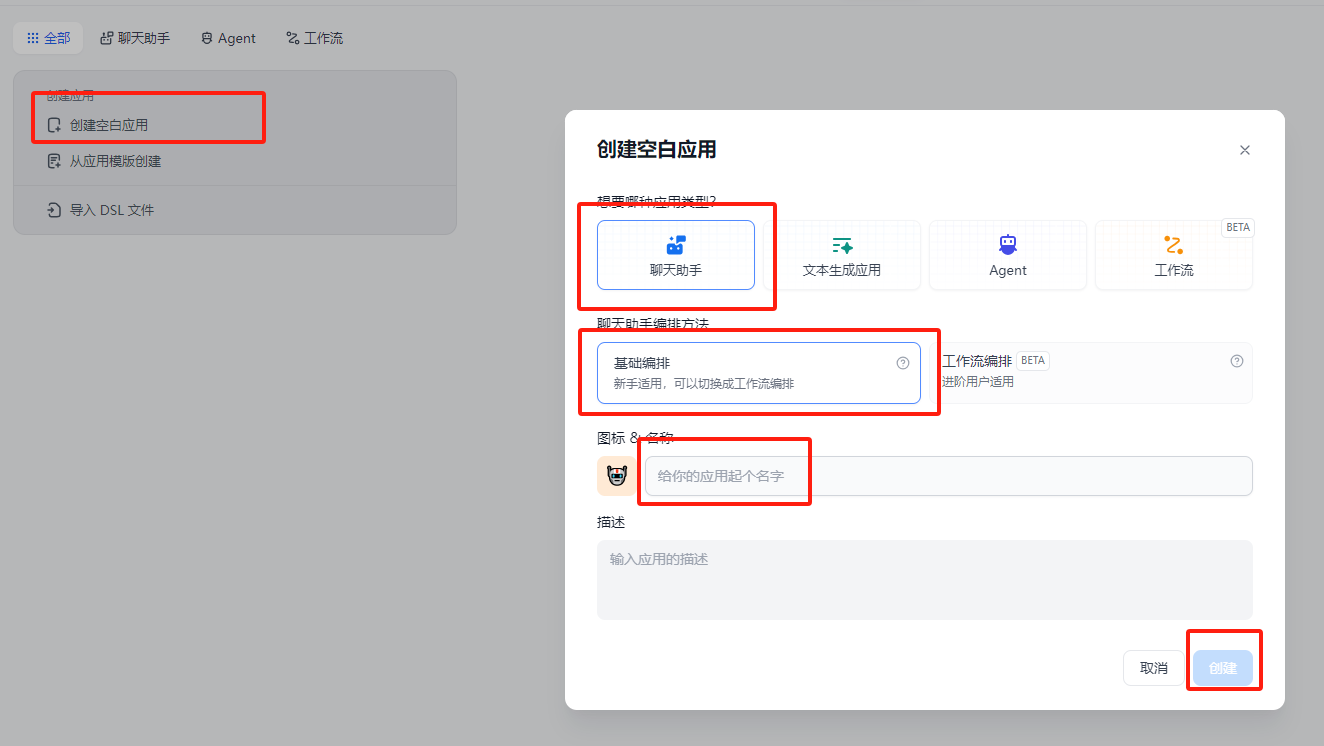 全部 聊天助手 Agent 工作流
创建应用
创建空白应用
从应用模版创建
导入 DSL 文件
创建空白应用
想要哪种应用类型?
聊天助手 文本生成应用 Agent 工作流 BETA
聊天助手编排方法
基础编排
新手适用，可以切换成工作流编排
工作流编排 BETA
进阶用户适用
图标 & 名称
给你的应用起个名字
描述
输入应用的描述
取消 创建